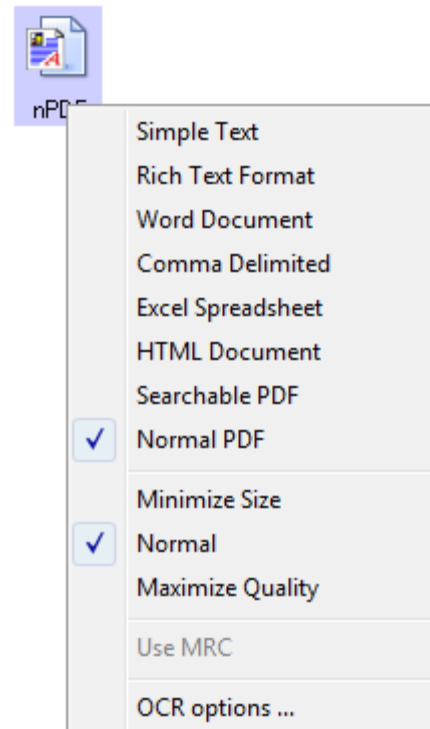 nPDF
Simple Text
Rich Text Format
Word Document
Comma Delimited
Excel Spreadsheet
HTML Document
Searchable PDF
Normal PDF
Minimize Size
Normal
Maximize Quality
Use MRC
OCR options ...